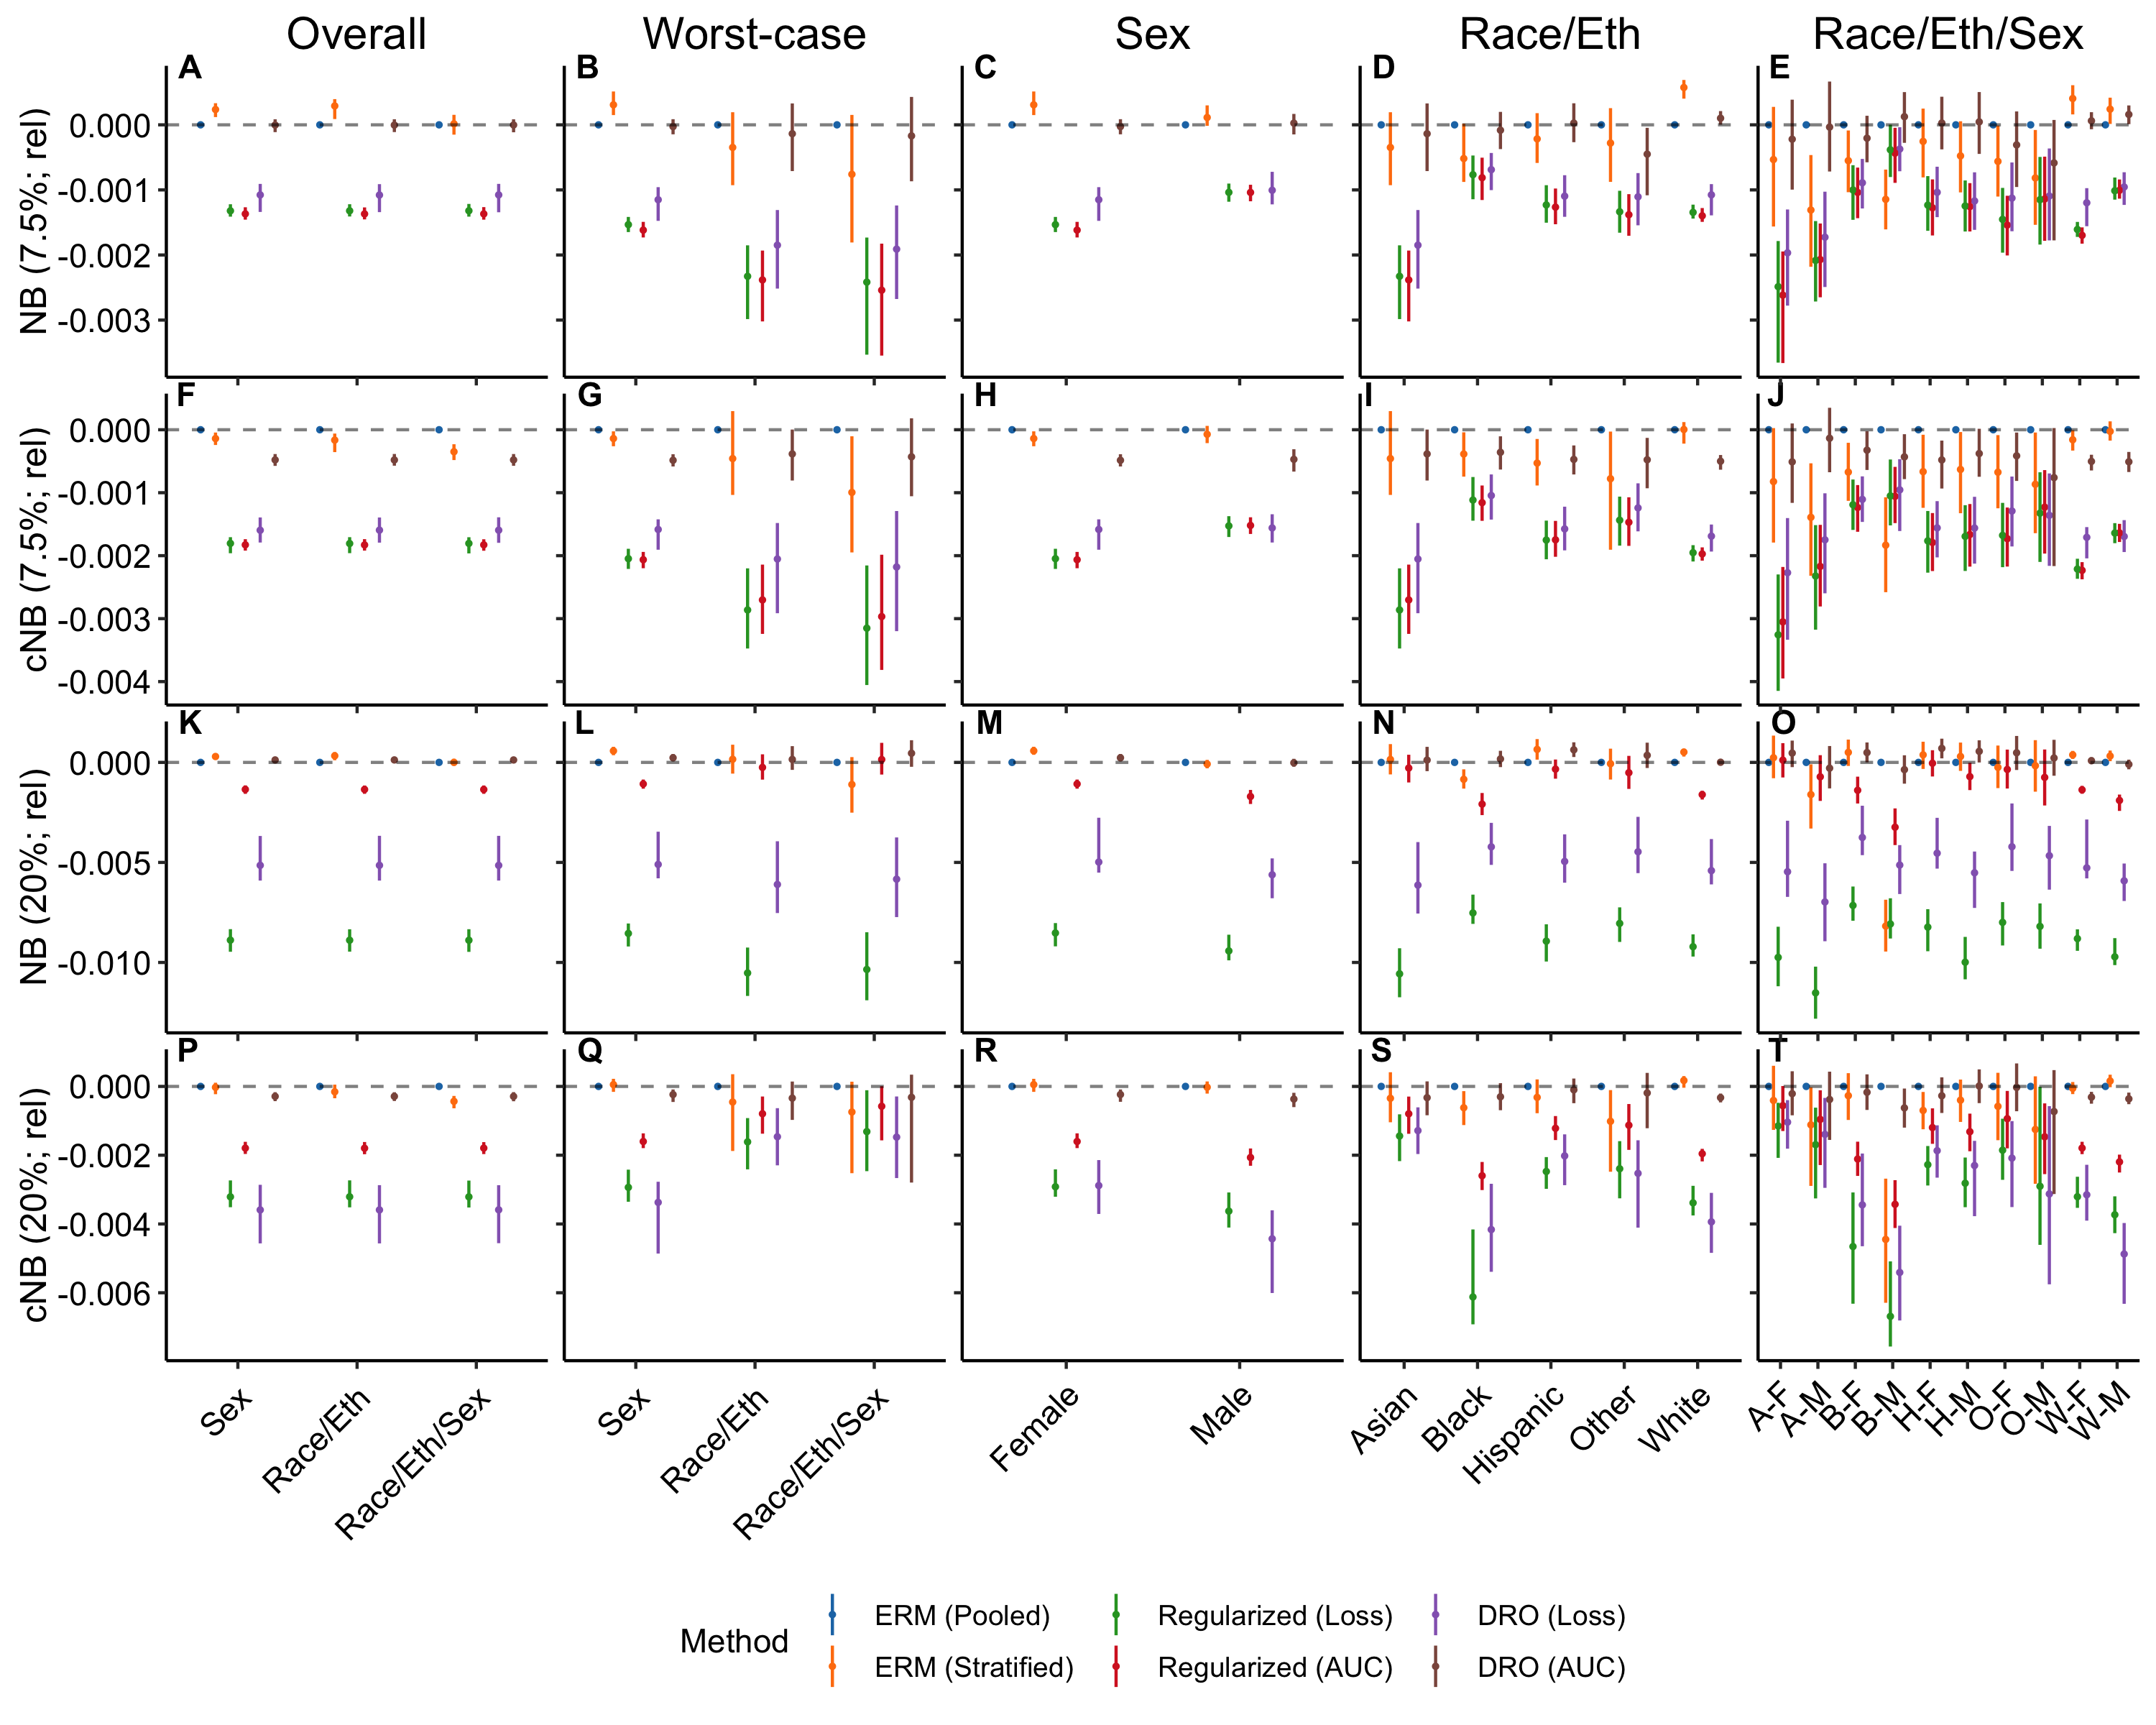 Overall Worst-case Sex Race/Eth Race/Eth/Sex
A B C D E
NB (7.5%; rel)
0.000
-0.001
-0.002
-0.003
F G H I J
cNB (7.5%; rel)
0.000
-0.001
-0.002
-0.003
-0.004
K L M N O
NB (20%; rel)
0.000
-0.005
-0.010
P Q R S T
cNB (20%; rel)
0.000
-0.002
-0.004
-0.006
Sex Race/Eth Race/Eth/Sex Sex Race/Eth Race/Eth/Sex Female Male Asian Black Hispanic Other White A-F A-M B-F B-M H-F H-M O-F O-M W-F W-M
Method
ERM (Pooled) Regularized (Loss) DRO (Loss)
ERM (Stratified) Regularized (AUC) DRO (AUC)